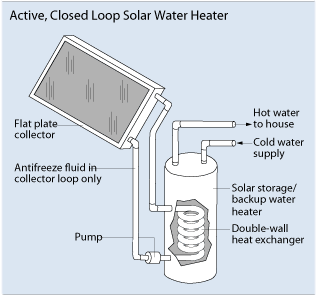 Active, Closed Loop Solar Water Heater
Hot water
to house
Flat plate
collector
Cold water
supply
Antifreeze fluid in
collector loop only
Solar storage/
backup water
heater
Double-wall
heat exchanger
Pump